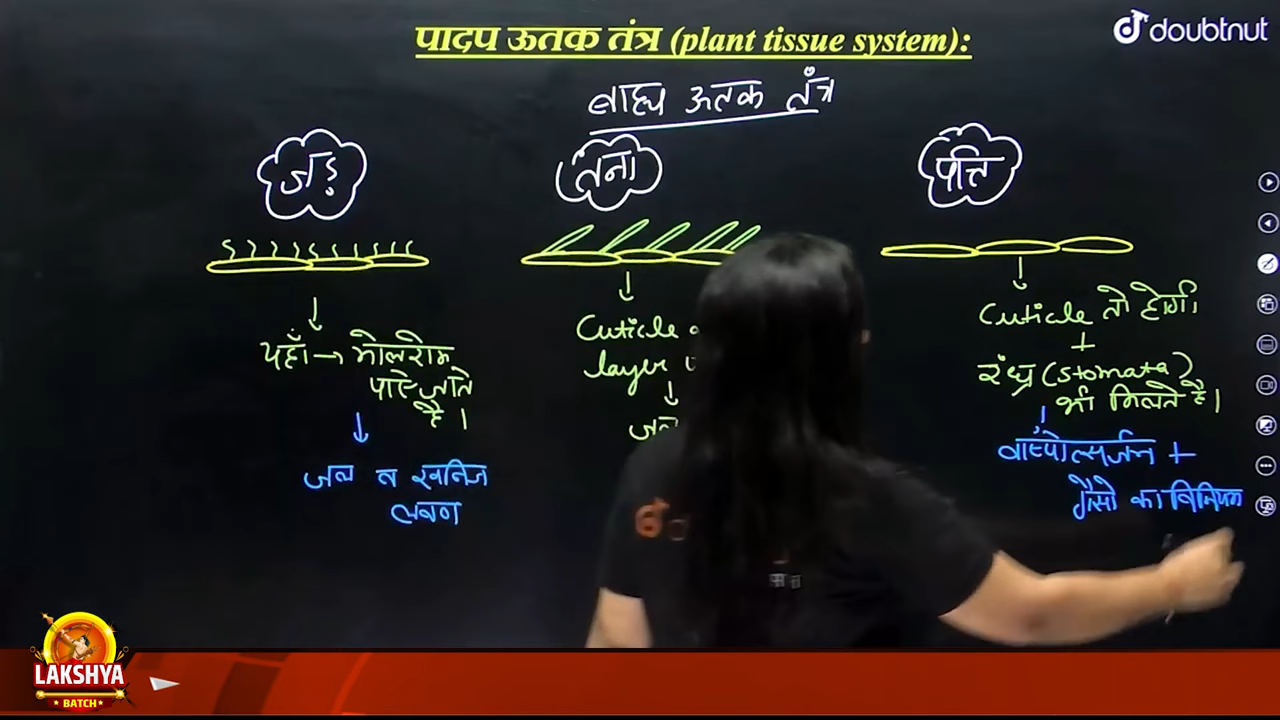 पादप ऊतक तंत्र (plant tissue system):
doubtnut
बाह्य ऊतक तंत्र
जड़
तना
पत्ति
यहाँ → मोलरोम
पाए जाते
है।
जल व खनिज
लवण
Cuticle
layer
Cuticle तो होगी
+
रंध्र (stomata)
भी मिलते है।
वाष्पोत्सर्जन +
गैसो का विनिमय
LAKSHYA
BATCH